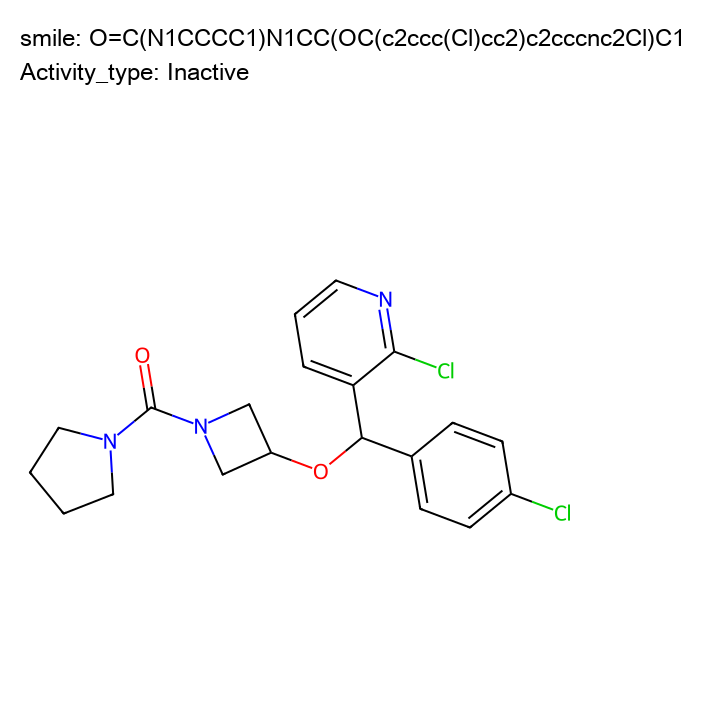 smile: O=C(N1CCCC1)N1CC(OC(c2ccc(Cl)cc2)c2cccnc2Cl)C1
Activity_type: Inactive
N
O
Cl
N
N
O
Cl